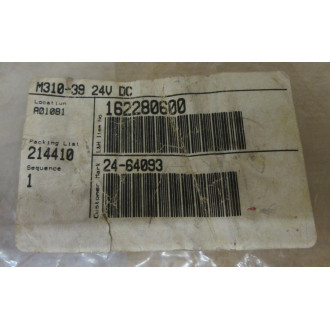 M310-39 24V DC
Location
A01081
Packing List
214410
Sequence
1
162280600
24-64093